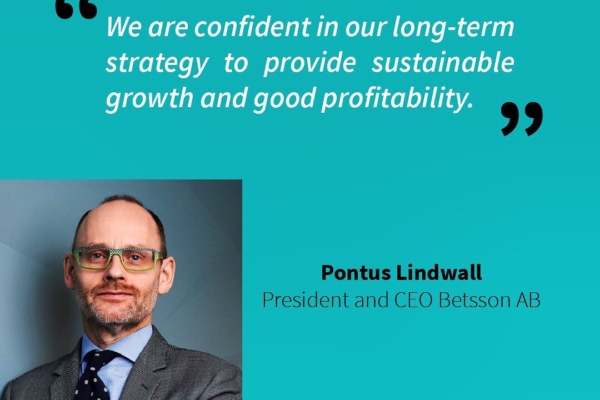 “
We are confident in our long-term
strategy to provide sustainable
growth and good profitability.
”
Pontus Lindwall
President and CEO Betsson AB